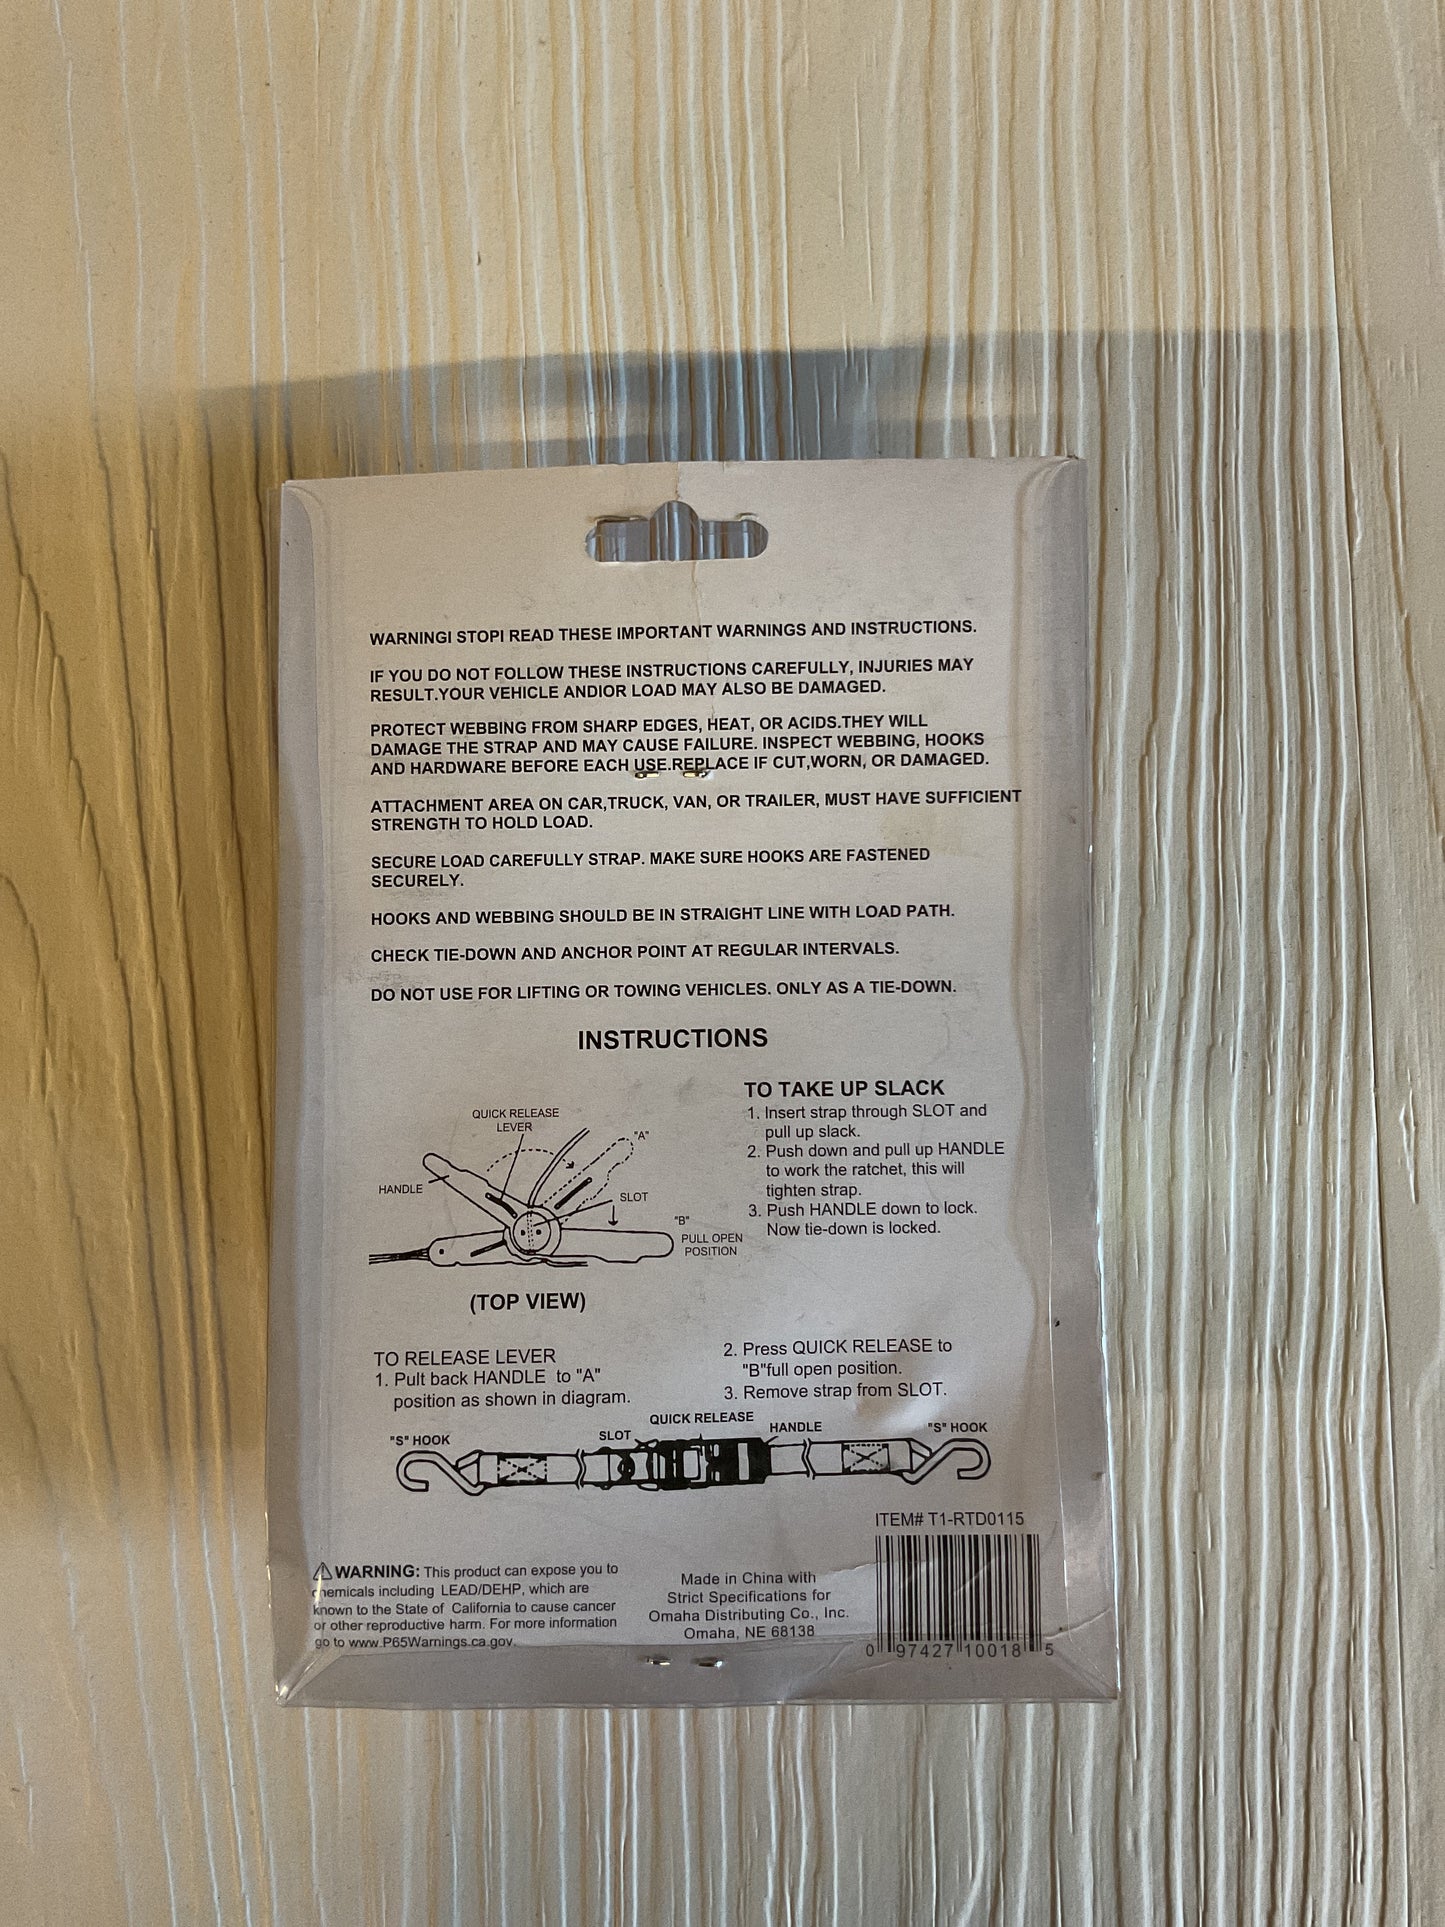 WARNINGI STOPI READ THESE IMPORTANT WARNINGS AND INSTRUCTIONS.
IF YOU DO NOT FOLLOW THESE INSTRUCTIONS CAREFULLY, INJURIES MAY
RESULT.YOUR VEHICLE ANDIOR LOAD MAY ALSO BE DAMAGED.
PROTECT WEBBING FROM SHARP EDGES, HEAT, OR ACIDS.THEY WILL
DAMAGE THE STRAP AND MAY CAUSE FAILURE. INSPECT WEBBING, HOOKS
AND HARDWARE BEFORE EACH USE.REPLACE IF CUT,WORN, OR DAMAGED.
ATTACHMENT AREA ON CAR,TRUCK, VAN, OR TRAILER, MUST HAVE SUFFICIENT
STRENGTH TO HOLD LOAD.
SECURE LOAD CAREFULLY STRAP. MAKE SURE HOOKS ARE FASTENED
SECURELY.
HOOKS AND WEBBING SHOULD BE IN STRAIGHT LINE WITH LOAD PATH.
CHECK TIE-DOWN AND ANCHOR POINT AT REGULAR INTERVALS.
DO NOT USE FOR LIFTING OR TOWING VEHICLES. ONLY AS A TIE-DOWN.
INSTRUCTIONS
QUICK RELEASE
LEVER
"A"
HANDLE
SLOT
"B"
PULL OPEN
POSITION
(TOP VIEW)
TO TAKE UP SLACK
1. Insert strap through SLOT and
pull up slack.
2. Push down and pull up HANDLE
to work the ratchet, this will
tighten strap.
3. Push HANDLE down to lock.
Now tie-down is locked.
TO RELEASE LEVER
1. Pult back HANDLE to "A"
position as shown in diagram.
2. Press QUICK RELEASE to
"B"full open position.
3. Remove strap from SLOT.
"S" HOOK
SLOT
QUICK RELEASE
HANDLE
"S" HOOK
ITEM# T1-RTD0115
⚠WARNING: This product can expose you to
chemicals including LEAD/DEHP, which are
known to the State of California to cause cancer
or other reproductive harm. For more information
go to www.P65Warnings.ca.gov.
Made in China with
Strict Specifications for
Omaha Distributing Co., Inc.
Omaha, NE 68138
0 97427 10018 5